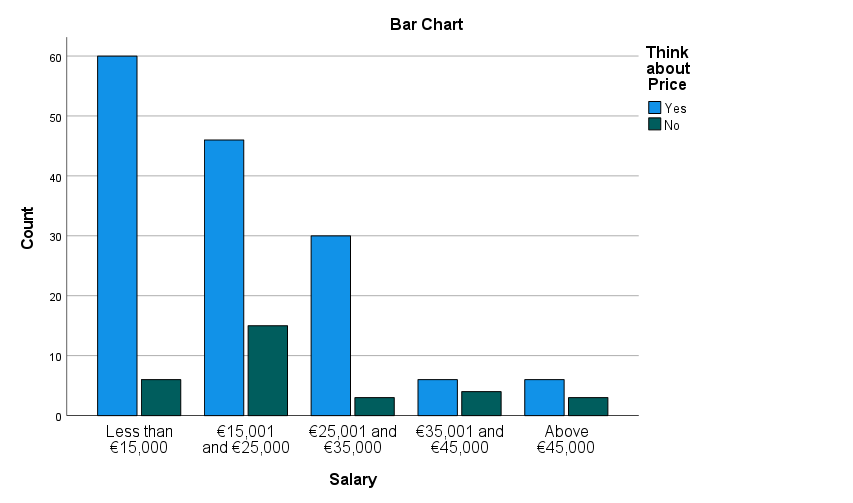 Bar Chart
Think
about
Price
Yes
No
60
50
40
30
20
10
0
Count
Less than
€15,000
€15,001
and €25,000
€25,001 and
€35,000
€35,001 and
€45,000
Above
€45,000
Salary